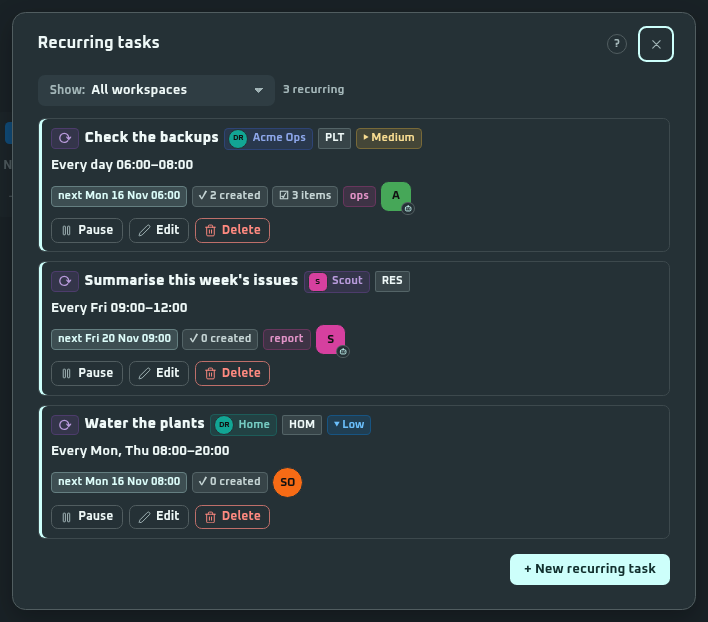 Recurring tasks ?
Show: All workspaces 3 recurring
Check the backups DR Acme Ops PLT Medium
Every day 06:00–08:00
next Mon 16 Nov 06:00 ✓ 2 created ☑ 3 items ops A
Pause Edit Delete
Summarise this week's issues S Scout RES
Every Fri 09:00–12:00
next Fri 20 Nov 09:00 ✓ 0 created report S
Pause Edit Delete
Water the plants DR Home HOM Low
Every Mon, Thu 08:00–20:00
next Mon 16 Nov 08:00 ✓ 0 created SO
Pause Edit Delete
+ New recurring task